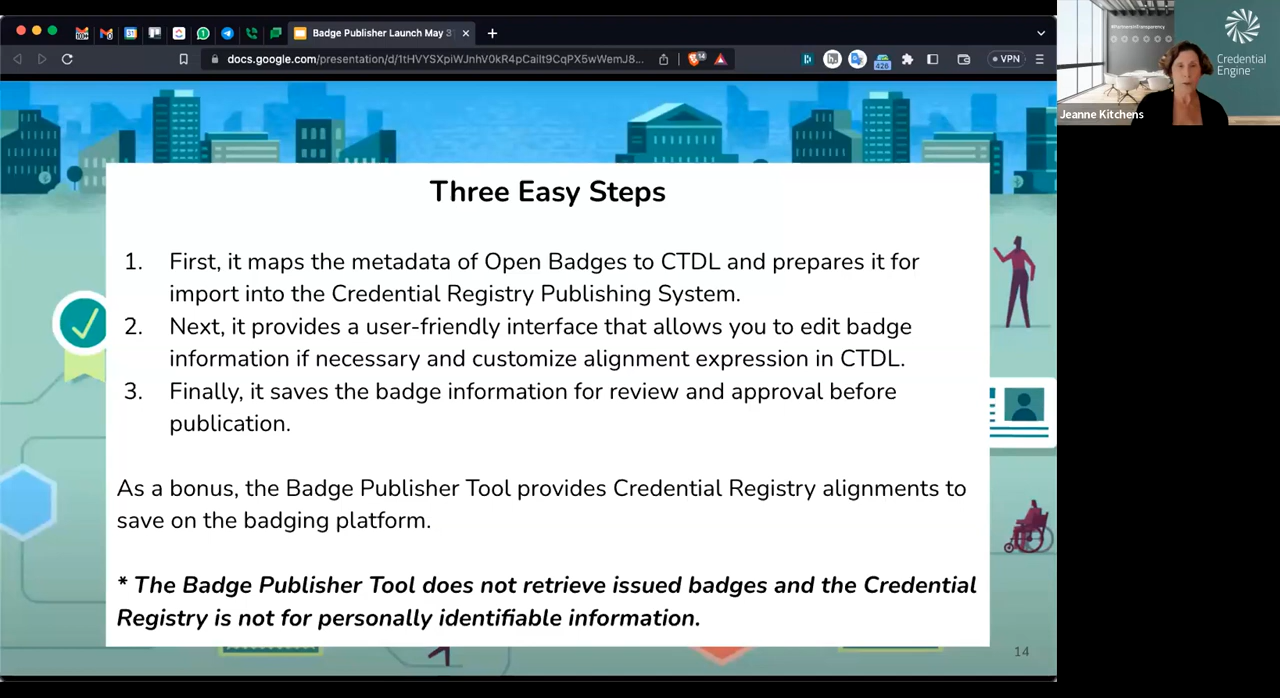 Badge Publisher Launch May 3
docs.google.com/presentation/d/1tHVYSXpiWJnhV0kR4pCailt9CqPX5wWemJ8...
14
426
VPN
Three Easy Steps
1. First, it maps the metadata of Open Badges to CTDL and prepares it for
import into the Credential Registry Publishing System.
2. Next, it provides a user-friendly interface that allows you to edit badge
information if necessary and customize alignment expression in CTDL.
3. Finally, it saves the badge information for review and approval before
publication.
As a bonus, the Badge Publisher Tool provides Credential Registry alignments to
save on the badging platform.
* The Badge Publisher Tool does not retrieve issued badges and the Credential
Registry is not for personally identifiable information.
14
Credential
Engine
Jeanne Kitchens